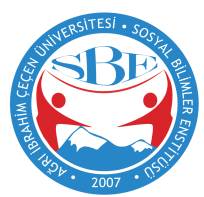 AĞRI İBRAHİM ÇEÇEN ÜNİVERSİTESİ • SOSYAL BİLİMLER ENSTİTÜSÜ
SBE
• 2007 •